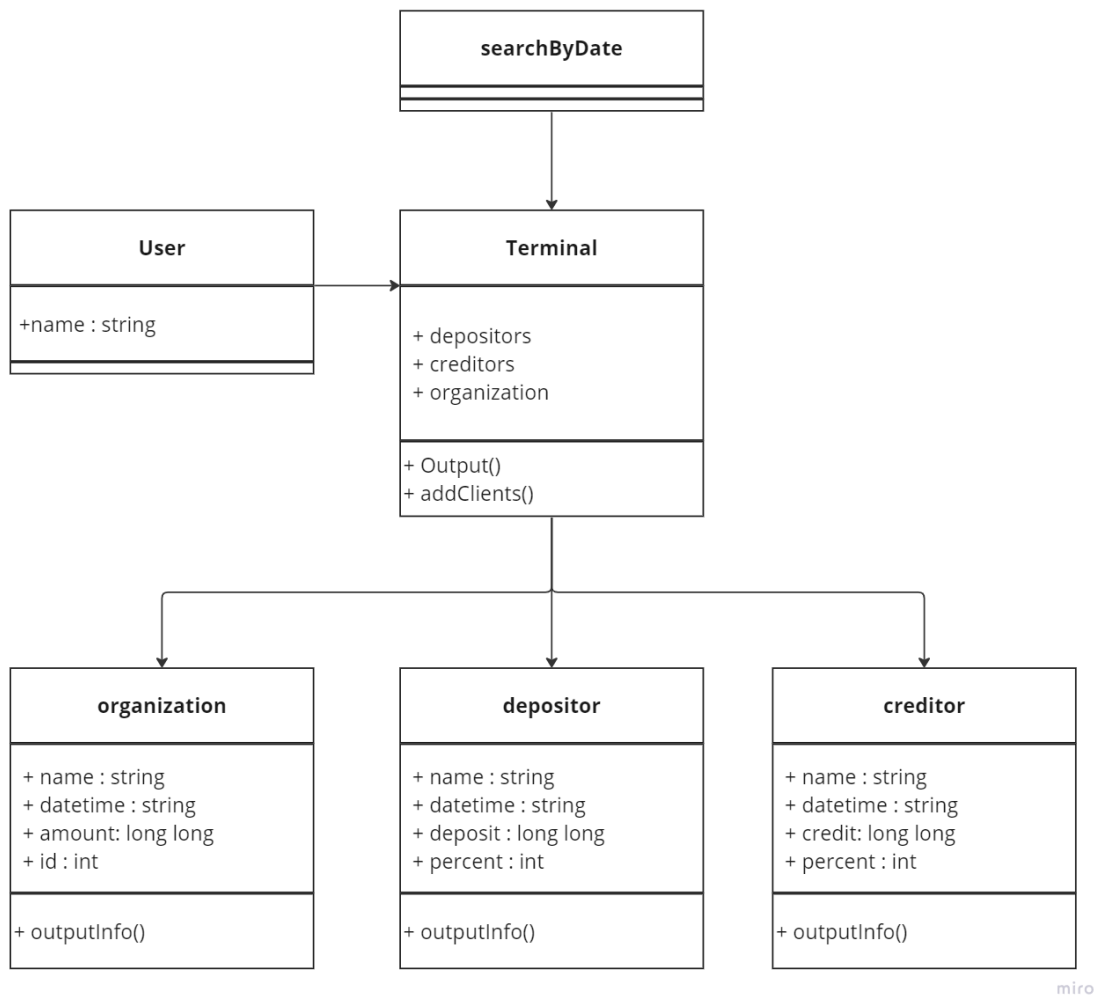 searchByDate
User
+name : string
Terminal
+ depositors
+ creditors
+ organization
+ Output()
+ addClients()
organization
+ name : string
+ datetime : string
+ amount: long long
+ id : int
+ outputInfo()
depositor
+ name : string
+ datetime : string
+ deposit : long long
+ percent : int
+ outputInfo()
creditor
+ name : string
+ datetime : string
+ credit: long long
+ percent : int
+ outputInfo()
miro